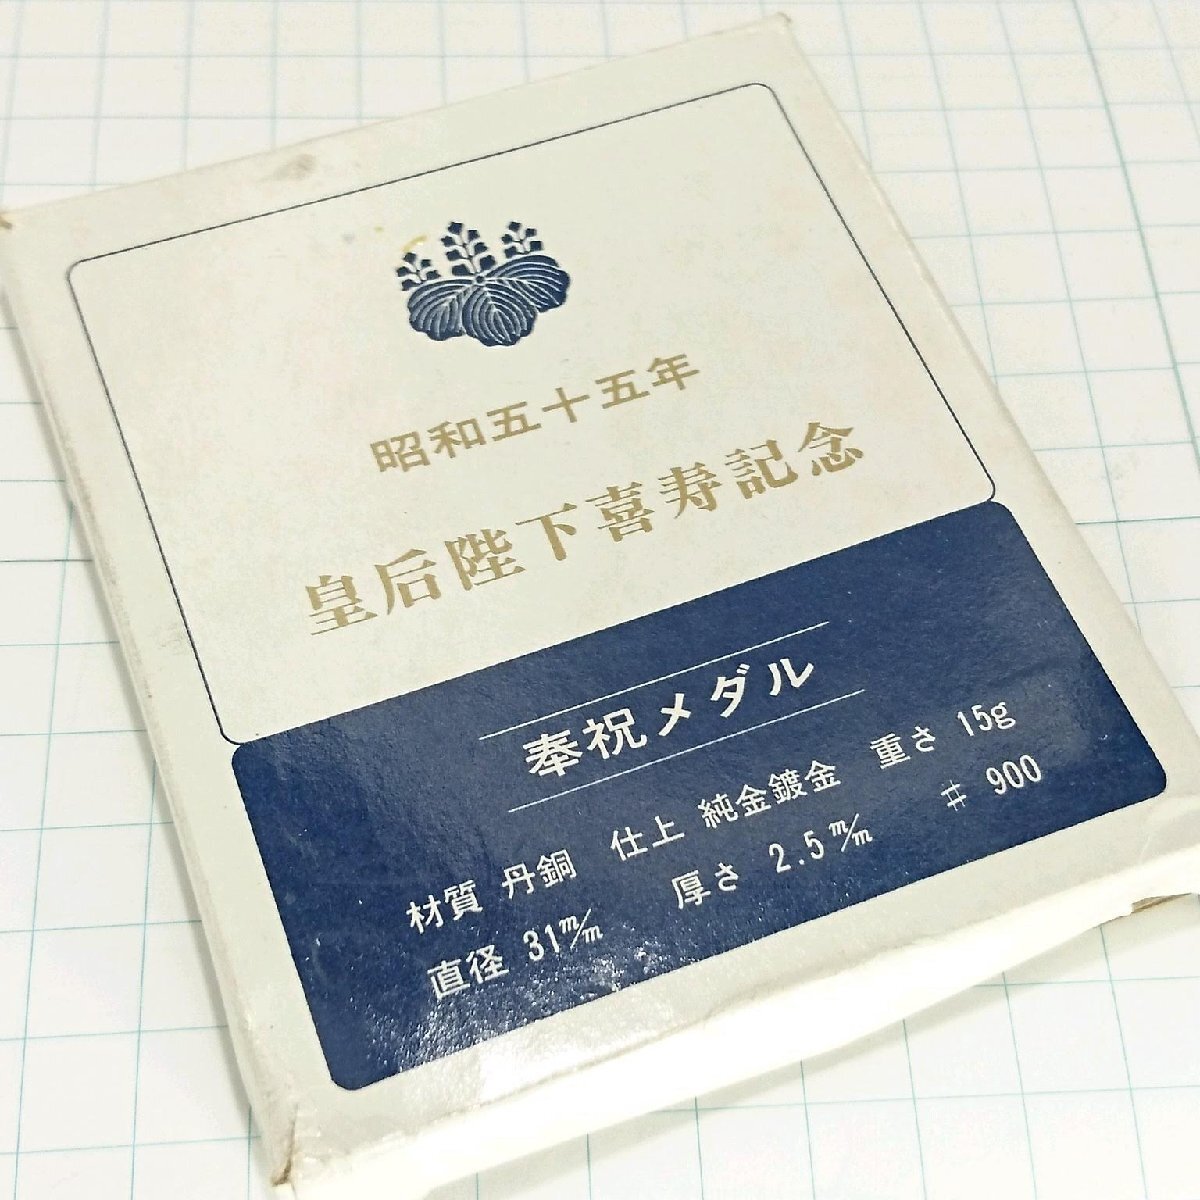 昭和五十五年
皇后陛下喜寿記念
奉祝メダル
材質 丹銅 仕上 純金鍍金 重さ 15g
直径 31m/m 厚さ 2.5m/m # 900